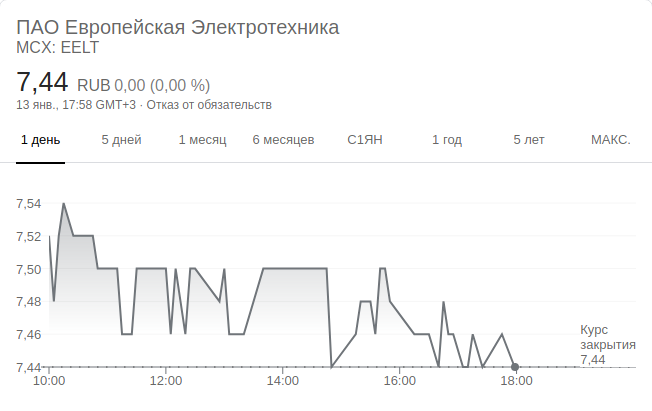 ПАО Европейская Электротехника
MCX: EELT
7,44 RUB 0,00 (0,00 %)
13 янв., 17:58 GMT+3 · Отказ от обязательств
1 день 5 дней 1 месяц 6 месяцев С1ЯН 1 год 5 лет МАКС.
7,54
7,52
7,50
7,48
7,46
7,44
Курс
закрытия
7,44
10:00 12:00 14:00 16:00 18:00